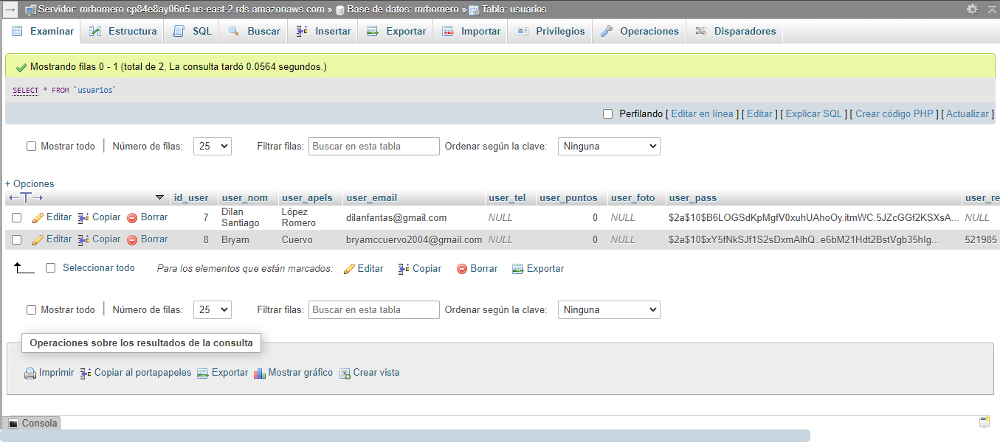 Servidor: mrhomero.cp84e8ay06n5.us-east-2.rds.amazonaws.com » Base de datos: mrhomero » Tabla: usuarios
Examinar Estructura SQL Buscar Insertar Exportar Importar Privilegios Operaciones Disparadores
Mostrando filas 0 - 1 (total de 2, La consulta tardó 0.0564 segundos.)
SELECT * FROM `usuarios`
Perfilando [ Editar en línea ] [ Editar ] [ Explicar SQL ] [ Crear código PHP ] [ Actualizar ]
Mostrar todo Número de filas: 25 Filtrar filas: Buscar en esta tabla Ordenar según la clave: Ninguna
+ Opciones
←T→ id_user user_nom user_apels user_email user_tel user_puntos user_foto user_pass user_re
Editar Copiar Borrar 7 Dilan Santiago López Romero dilanfantas@gmail.com NULL 0 NULL $2a$10$B6LOGSdKpMgfV0xuhUAhoOy.itmWC.5JZcGGf2KSXsA... NULL
Editar Copiar Borrar 8 Bryam Cuervo bryamccuervo2004@gmail.com NULL 0 NULL $2a$10$xY5fNkSJf1S2sDxmAlhQ..e6bM21Hdt2BstVgb35hIg... 521985
Seleccionar todo Para los elementos que están marcados: Editar Copiar Borrar Exportar
Mostrar todo Número de filas: 25 Filtrar filas: Buscar en esta tabla Ordenar según la clave: Ninguna
Operaciones sobre los resultados de la consulta
Imprimir Copiar al portapapeles Exportar Mostrar gráfico Crear vista
Consola